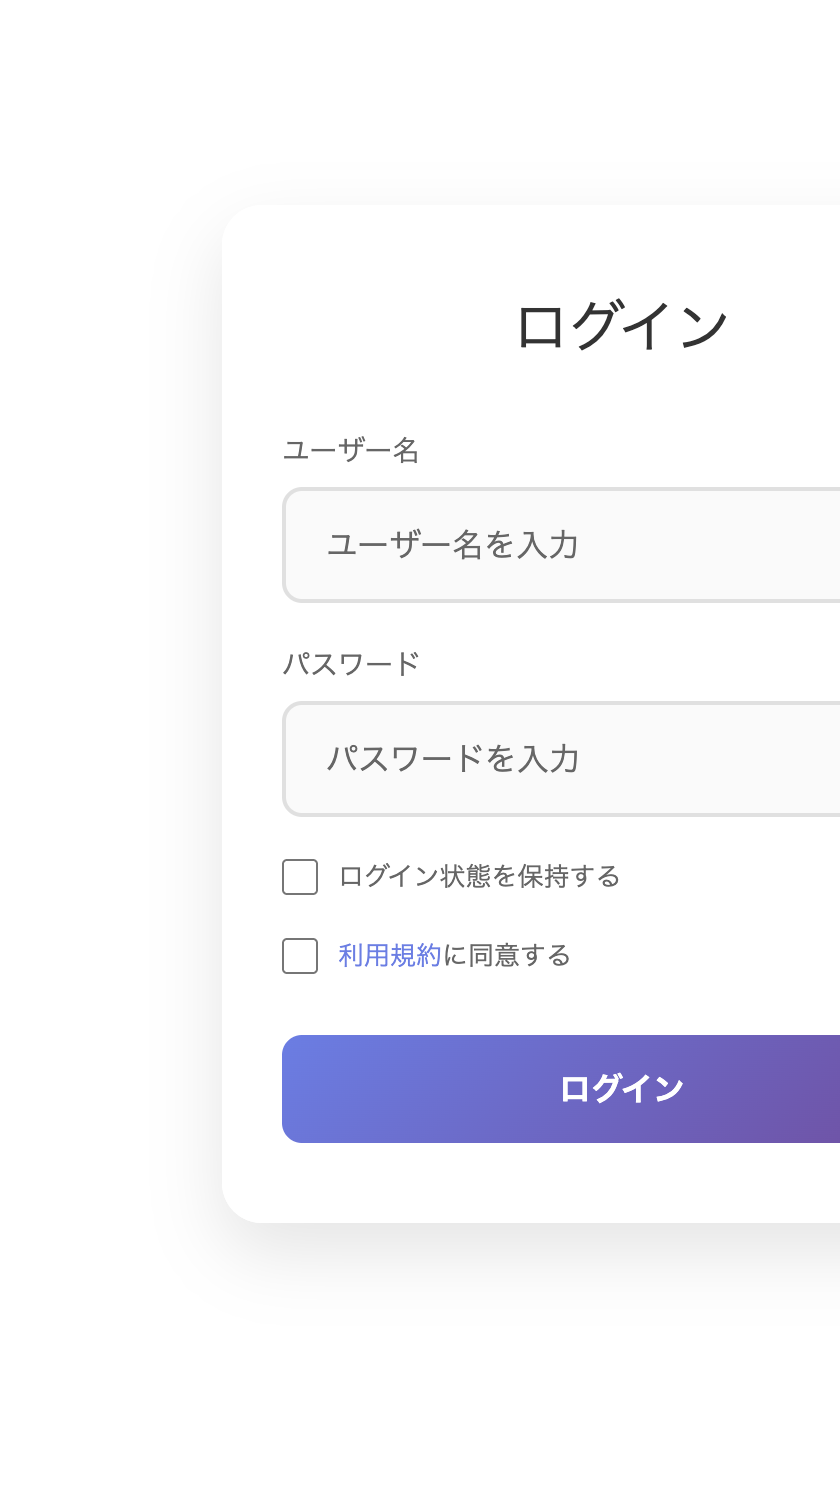 ログイン
ユーザー名
ユーザー名を入力
パスワード
パスワードを入力
ログイン状態を保持する
利用規約に同意する
ログイン